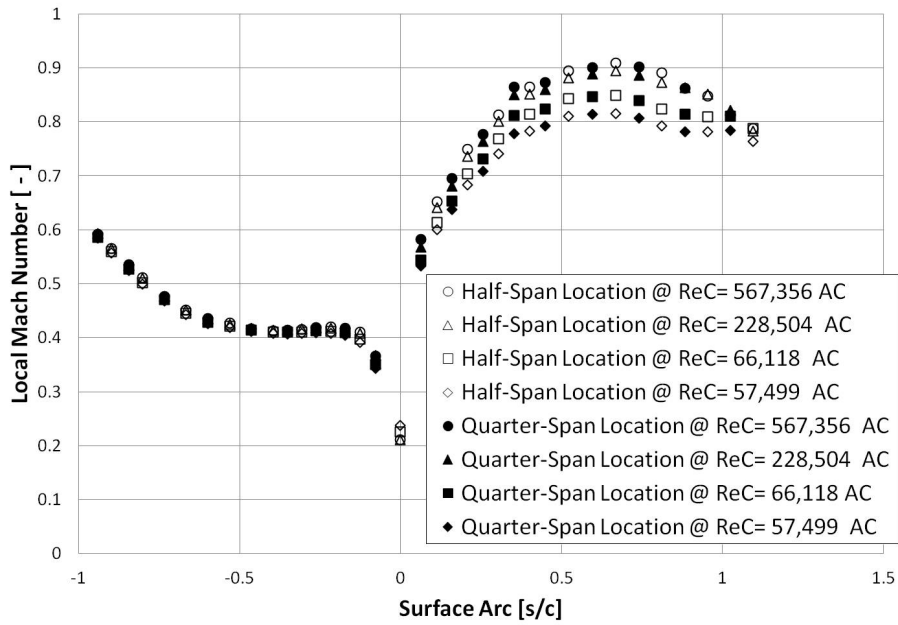 1
0.9
0.8
0.7
0.6
0.5
0.4
0.3
0.2
0.1
0
Local Mach Number [ - ]
Half-Span Location @ ReC= 567,356 AC
Half-Span Location @ ReC= 228,504 AC
Half-Span Location @ ReC= 66,118 AC
Half-Span Location @ ReC= 57,499 AC
Quarter-Span Location @ ReC= 567,356 AC
Quarter-Span Location @ ReC= 228,504 AC
Quarter-Span Location @ ReC= 66,118 AC
Quarter-Span Location @ ReC= 57,499 AC
-1 -0.5 0 0.5 1 1.5
Surface Arc [s/c]